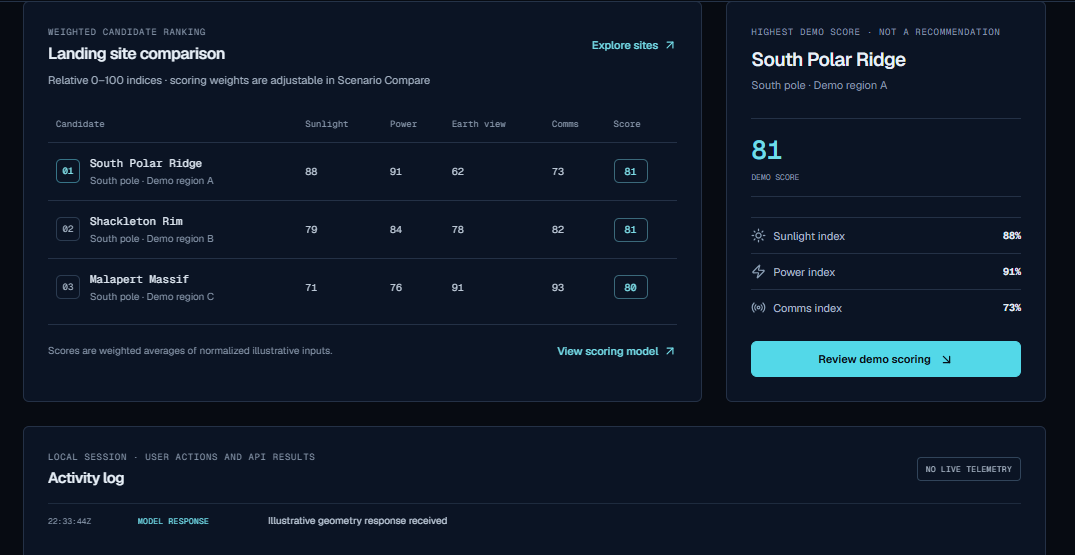 WEIGHTED CANDIDATE RANKING
Landing site comparison
Explore sites
Relative 0–100 indices · scoring weights are adjustable in Scenario Compare
Candidate Sunlight Power Earth view Comms Score
01 South Polar Ridge 88 91 62 73 81
South pole · Demo region A
02 Shackleton Rim 79 84 78 82 81
South pole · Demo region B
03 Malapert Massif 71 76 91 93 80
South pole · Demo region C
Scores are weighted averages of normalized illustrative inputs.
View scoring model
HIGHEST DEMO SCORE · NOT A RECOMMENDATION
South Polar Ridge
South pole · Demo region A
81
DEMO SCORE
Sunlight index 88%
Power index 91%
Comms index 73%
Review demo scoring
LOCAL SESSION · USER ACTIONS AND API RESULTS
Activity log
NO LIVE TELEMETRY
22:33:44Z MODEL RESPONSE Illustrative geometry response received